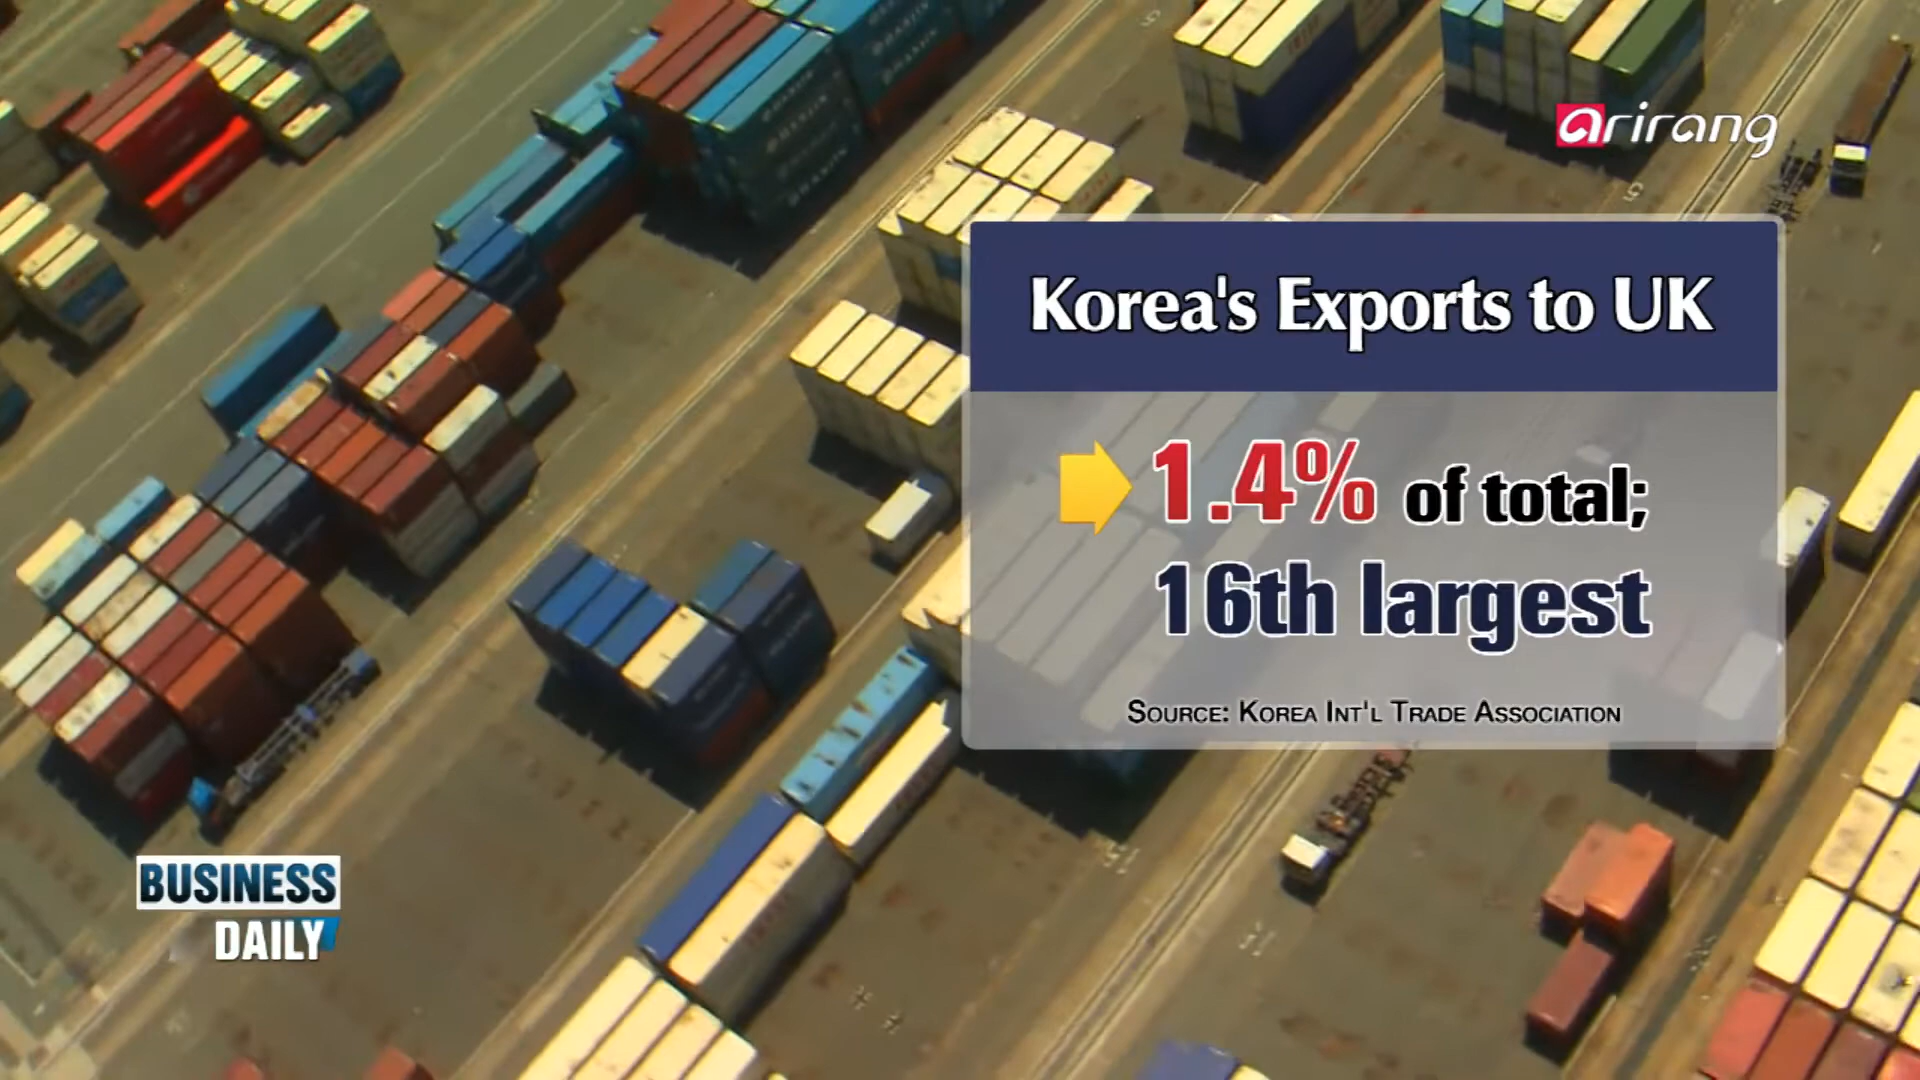 arirang
Korea's Exports to UK
1.4% of total;
16th largest
SOURCE: KOREA INT'L TRADE ASSOCIATION
BUSINESS
DAILY